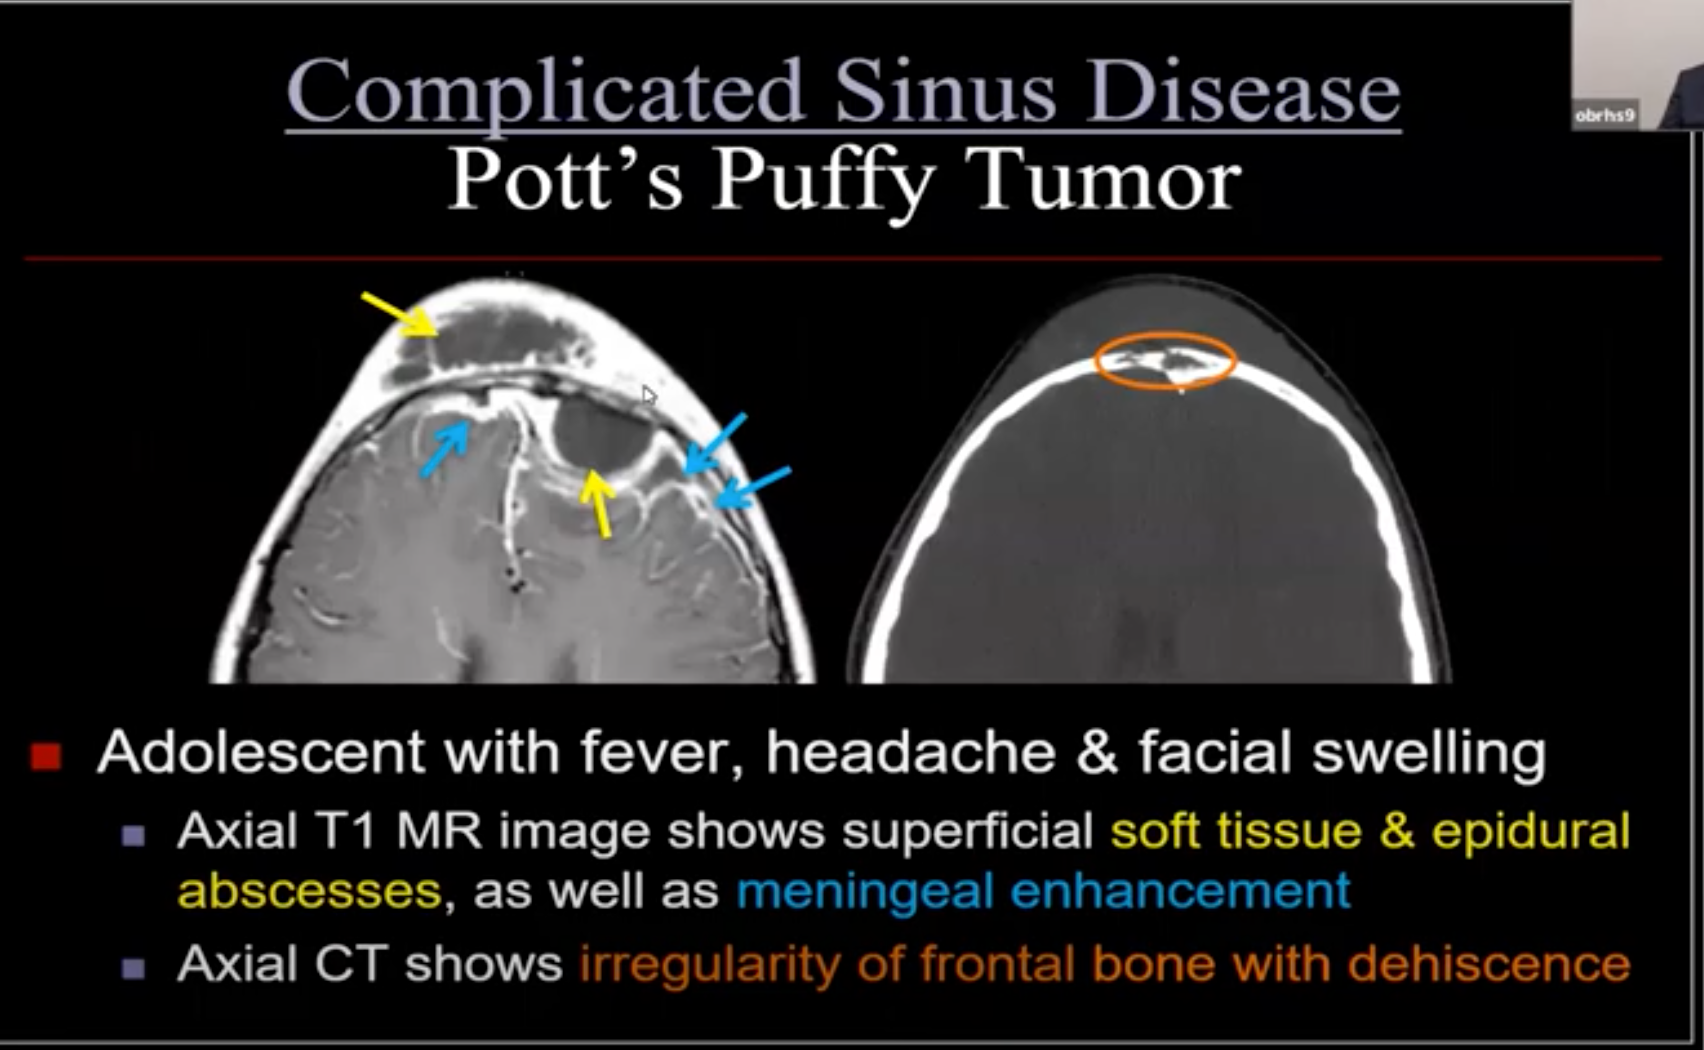 Complicated Sinus Disease
obrhs9
Pott's Puffy Tumor
Adolescent with fever, headache & facial swelling
Axial T1 MR image shows superficial soft tissue & epidural
abscesses, as well as meningeal enhancement
Axial CT shows irregularity of frontal bone with dehiscence